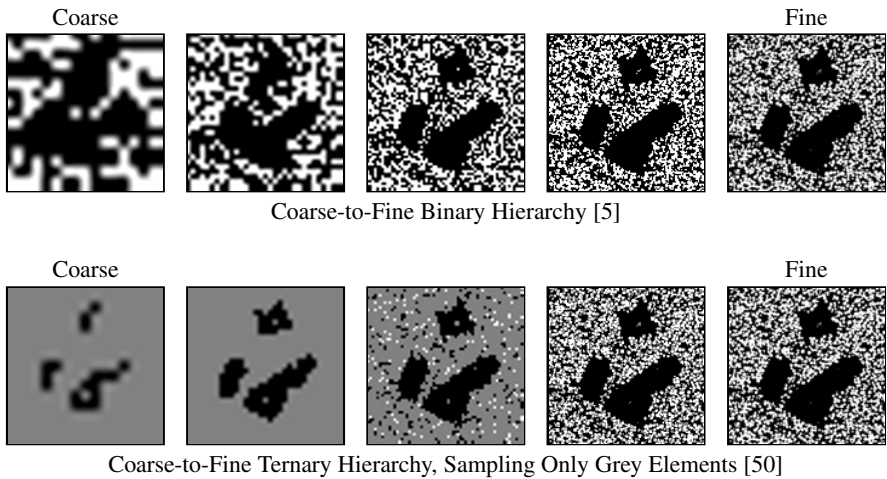 Coarse Fine
Coarse-to-Fine Binary Hierarchy [5]
Coarse Fine
Coarse-to-Fine Ternary Hierarchy, Sampling Only Grey Elements [50]